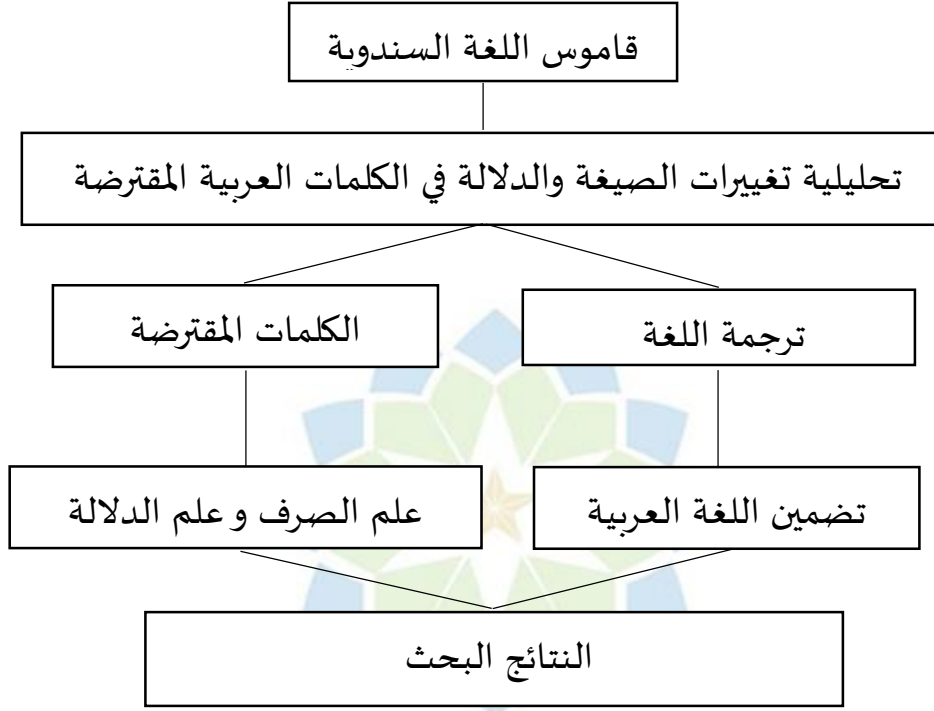 قاموس اللغة السندوية
تحليلية تغييرات الصيغة والدلالة في الكلمات العربية المقترضة
ترجمة اللغة
الكلمات المقترضة
تضمين اللغة العربية
علم الصرف و علم الدلالة
النتائج البحث